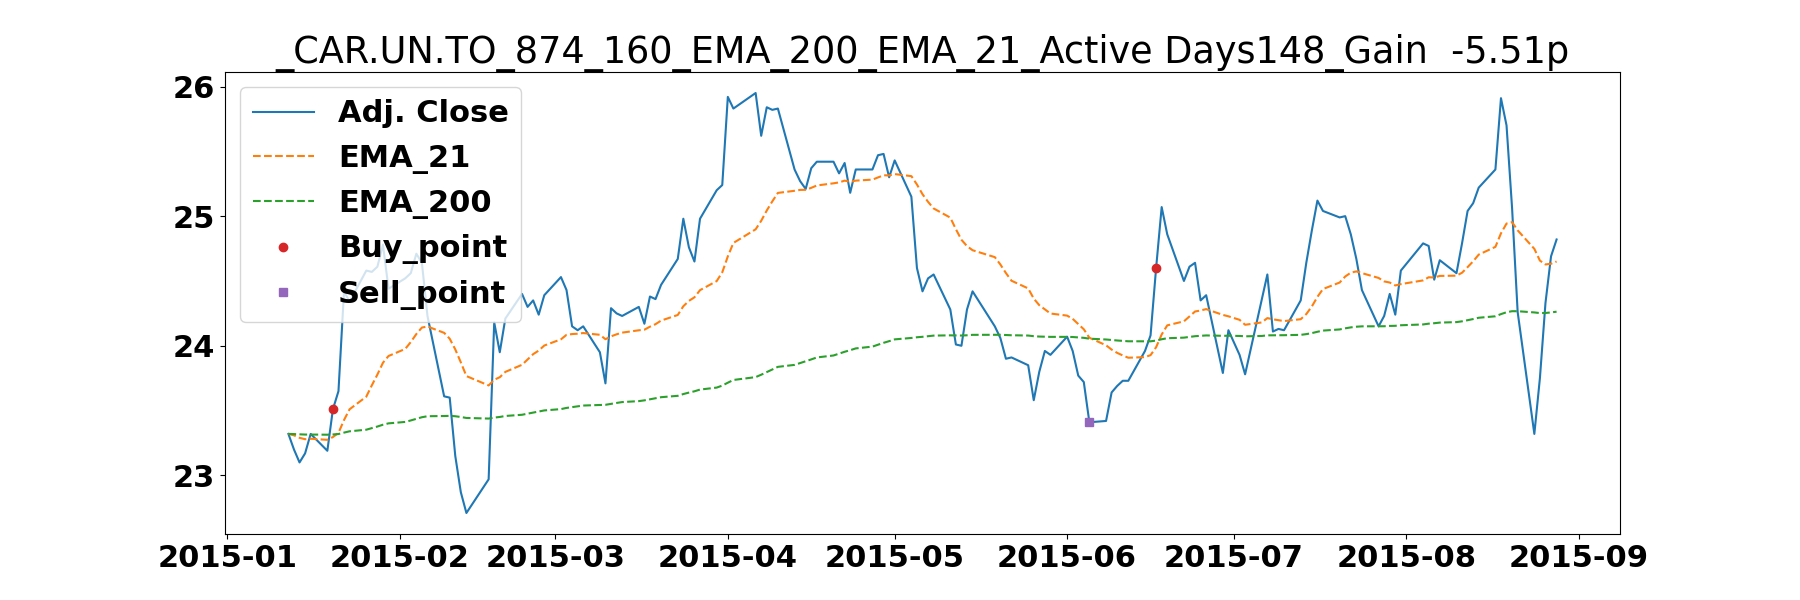 _CAR.UN.TO_874_160_EMA_200_EMA_21_Active Days148_Gain  -5.51p
26
25
24
23
Adj. Close
EMA_21
EMA_200
Buy_point
Sell_point
2015-01 2015-02 2015-03 2015-04 2015-05 2015-06 2015-07 2015-08 2015-09